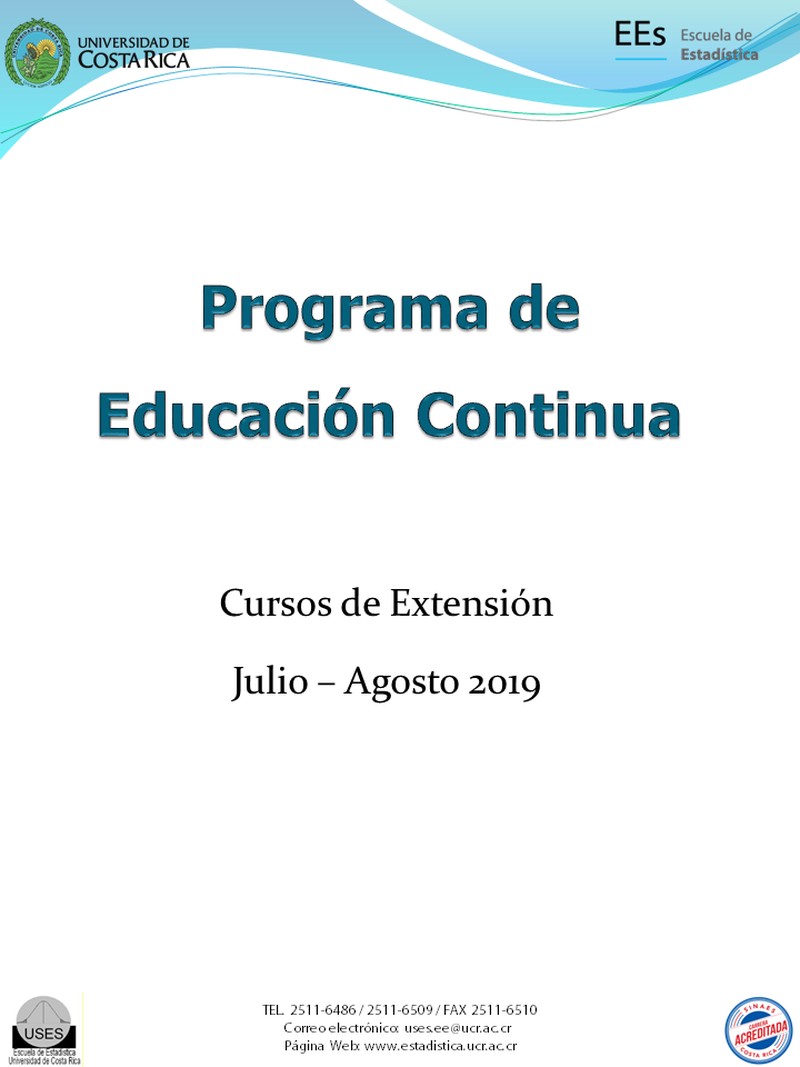 UNIVERSIDAD DE
COSTA RICA
EEs
Escuela de
Estadística
Programa de
Educación Continua
Cursos de Extensión
Julio – Agosto 2019
TEL. 2511-6486 / 2511-6509 / FAX 2511-6510
Correo electrónico: uses.ee@ucr.ac.cr
Página Web: www.estadistica.ucr.ac.cr
USES
Escuela de Estadística
Universidad de Costa Rica
SINAES
CARRERA
ACREDITADA
COSTA RICA